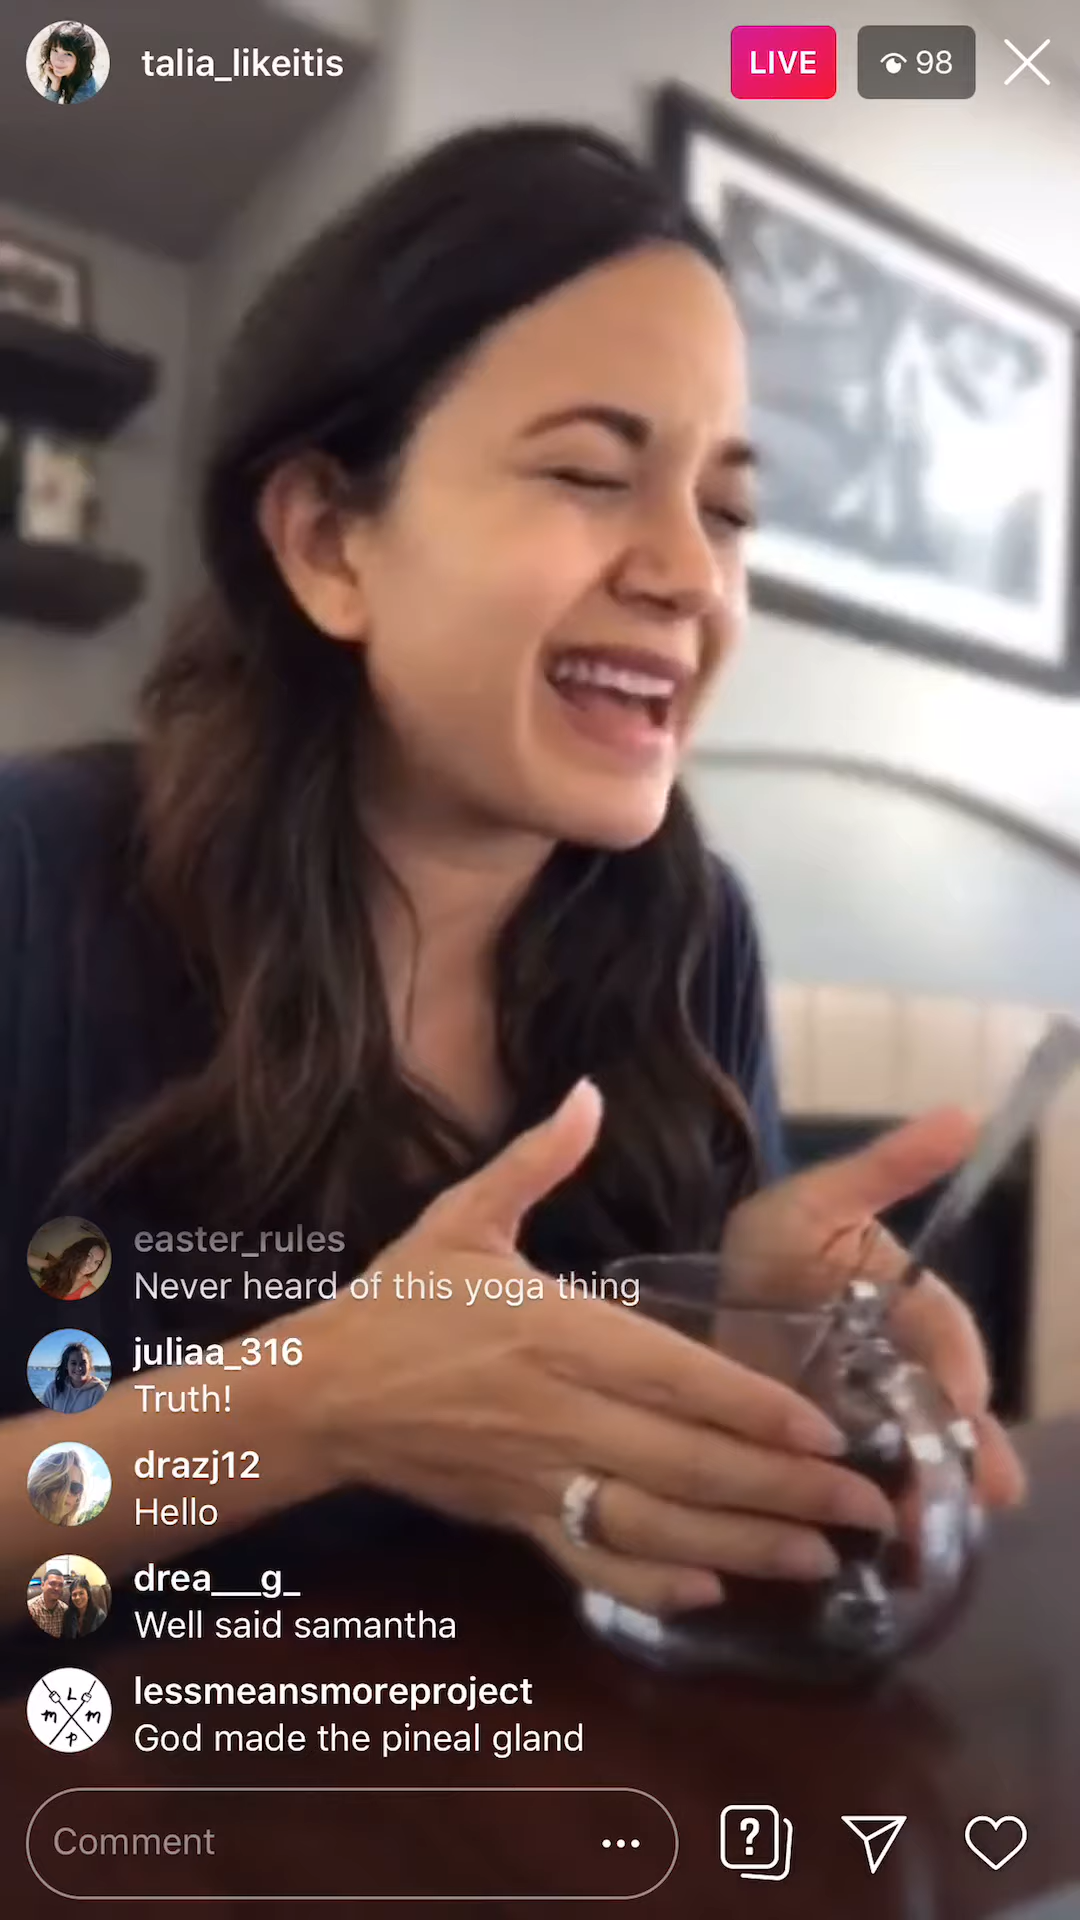 talia_likeitis
LIVE
98
easter_rules
Never heard of this yoga thing
juliaa_316
Truth!
drazj12
Hello
drea___g_
Well said samantha
L
m m
P
lessmeansmoreproject
God made the pineal gland
Comment
?